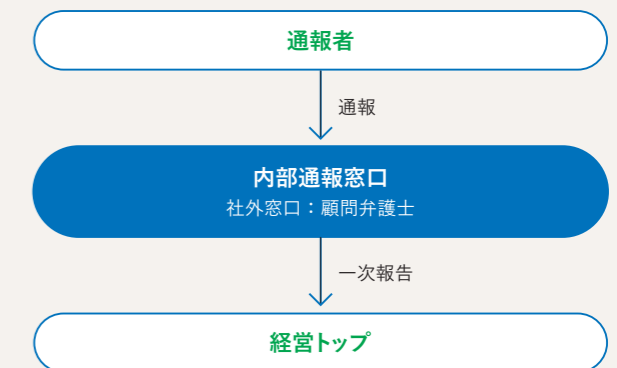 通報者
通報
内部通報窓口
社外窓口：顧問弁護士
一次報告
経営トップ